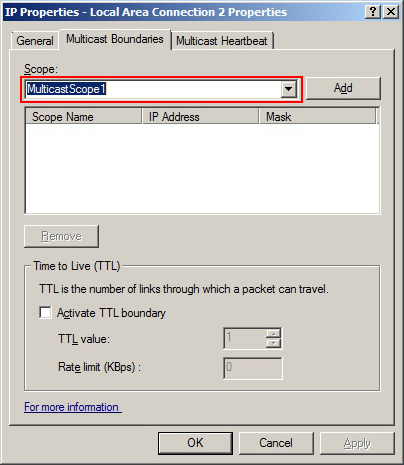 IP Properties - Local Area Connection 2 Properties
General Multicast Boundaries Multicast Heartbeat
Scope:
MulticastScope1 Add
Scope Name IP Address Mask
Remove
Time to Live (TTL)
TTL is the number of links through which a packet can travel.
Activate TTL boundary
TTL value: 1
Rate limit (KBps) : 0
For more information
OK Cancel Apply